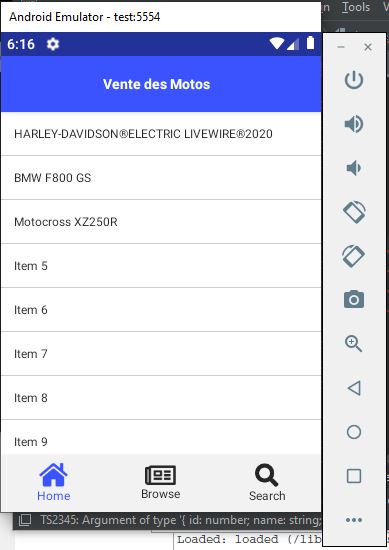 Android Emulator - test:5554
Tools
6:16
Vente des Motos
HARLEY-DAVIDSON®ELECTRIC LIVEWIRE®2020
BMW F800 GS
Motocross XZ250R
Item 5
Item 6
Item 7
Item 8
Item 9
Home
Browse
Search
TS2345: Argument of type '{ id: number; name: string;
Loaded: loaded (/lib